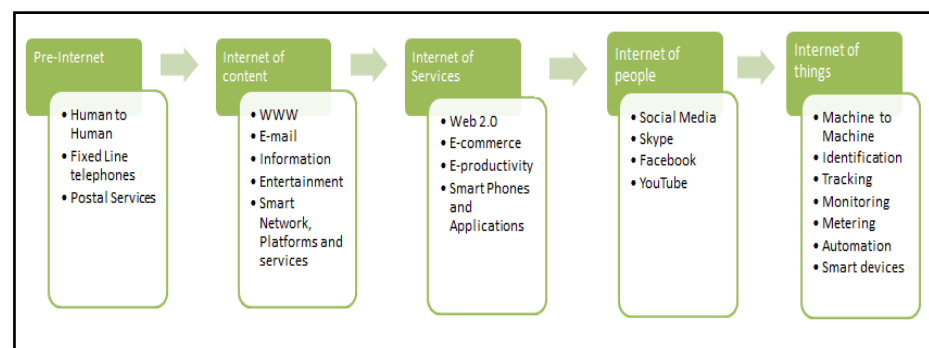 Pre-Internet
• Human to
Human
• Fixed Line
telephones
• Postal Services
Internet of
content
• WWW
• E-mail
• Information
• Entertainment
• Smart
Network,
Platforms and
services
Internet of
Services
• Web 2.0
• E-commerce
• E-productivity
• Smart Phones
and
Applications
Internet of
people
• Social Media
• Skype
• Facebook
• YouTube
Internet of
things
• Machine to
Machine
• Identification
• Tracking
• Monitoring
• Metering
• Automation
• Smart devices